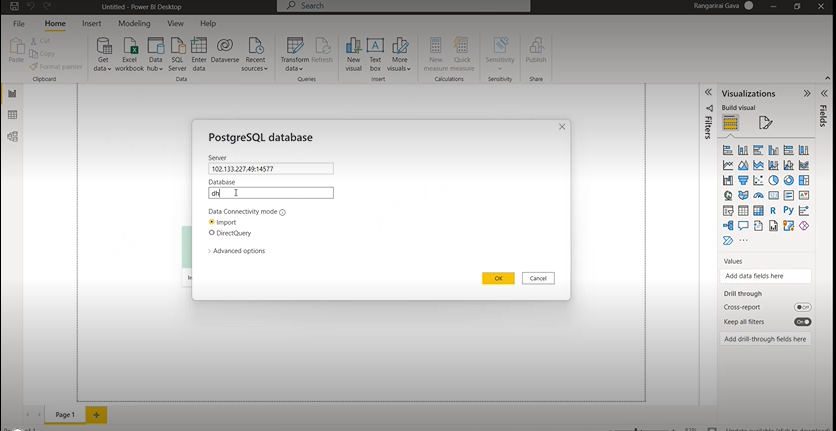 Untitled - Power BI Desktop
Search
Rangarirai Gava
File Home Insert Modeling View Help
Paste
Cut
Copy
Format painter
Clipboard
Get data
Excel workbook
Data hub
SQL Server
Enter data
Dataverse
Recent sources
Data
Transform data
Refresh
Queries
New visual
Text box
More visuals
Insert
New measure
Quick measure
Calculations
Sensitivity
Sensitivity
Publish
Share
PostgreSQL database
Server
102.133.227.49:14577
Database
dh
Data Connectivity mode
Import
DirectQuery
Advanced options
OK
Cancel
Filters
Visualizations
Build visual
R
Py
Values
Add data fields here
Drill through
Cross-report
Off
Keep all filters
On
Add drill-through fields here
Fields
Page 1